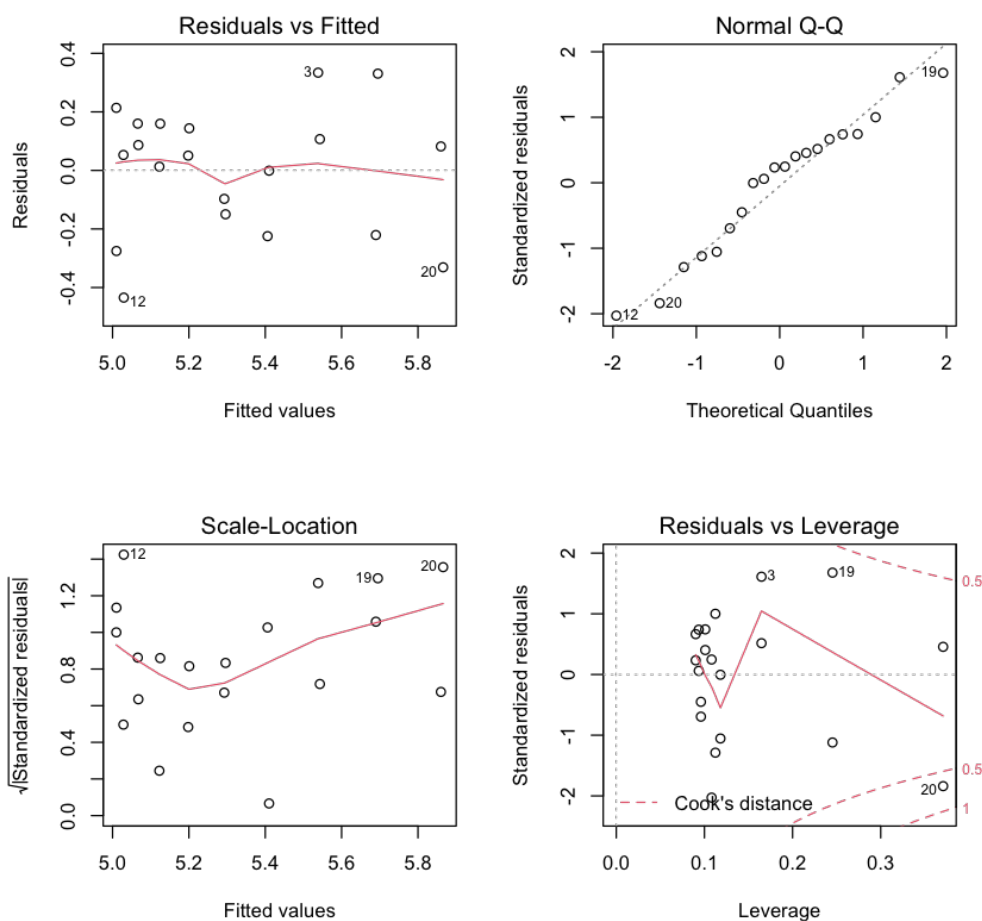 Residuals vs Fitted
Residuals
0.4
0.2
0.0
-0.2
-0.4
3
12
20
5.0 5.2 5.4 5.6 5.8
Fitted values
Normal Q-Q
Standardized residuals
2
1
0
-1
-2
19
12
20
-2 -1 0 1 2
Theoretical Quantiles
Scale-Location
√|Standardized residuals|
1.2
0.8
0.4
0.0
12
19
20
5.0 5.2 5.4 5.6 5.8
Fitted values
Residuals vs Leverage
Standardized residuals
2
1
0
-1
-2
3
19
20
0.5
0.5
1
Cook's distance
0.0 0.1 0.2 0.3
Leverage